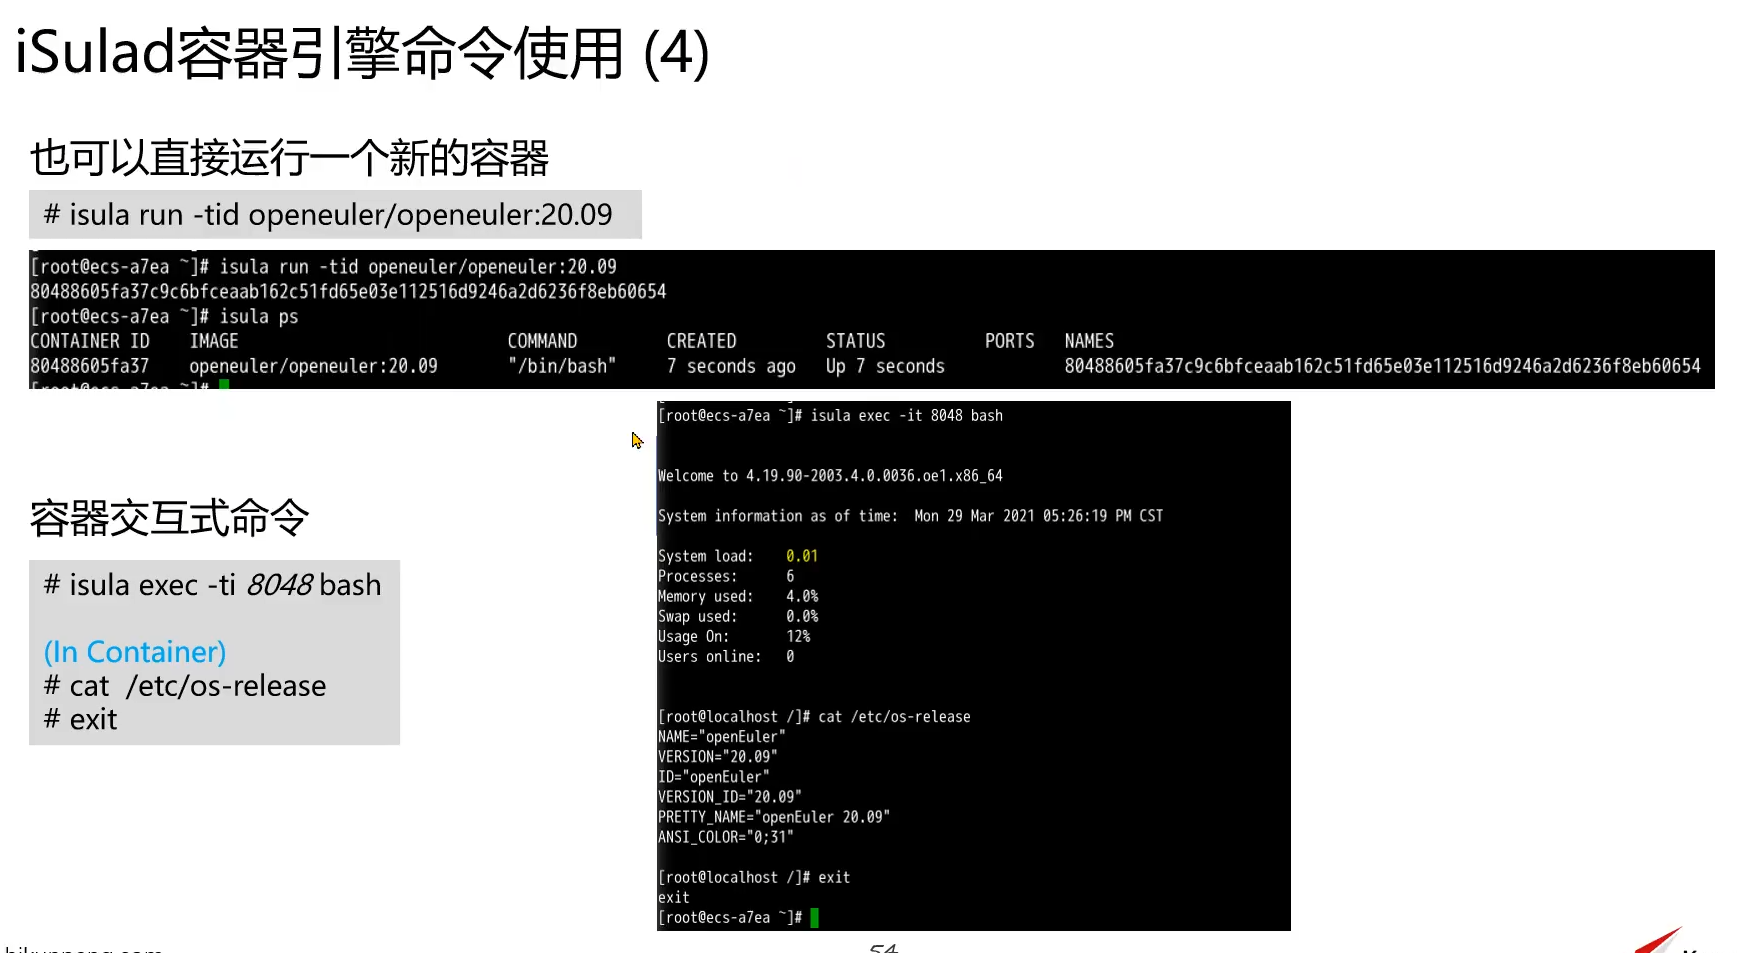 iSulad容器引擎命令使用 (4)
也可以直接运行一个新的容器
# isula run -tid openeuler/openeuler:20.09
[root@ecs-a7ea ~]# isula run -tid openeuler/openeuler:20.09
80488605fa37c9c6bfceaab162c51fd65e03e112516d9246a2d6236f8eb60654
[root@ecs-a7ea ~]# isula ps
CONTAINER ID IMAGE COMMAND CREATED STATUS PORTS NAMES
80488605fa37 openeuler/openeuler:20.09 "/bin/bash" 7 seconds ago Up 7 seconds 80488605fa37c9c6bfceaab162c51fd65e03e112516d9246a2d6236f8eb60654
[root@ecs-a7ea ~]#
容器交互式命令
# isula exec -ti 8048 bash
(In Container)
# cat /etc/os-release
# exit
[root@ecs-a7ea ~]# isula exec -it 8048 bash
Welcome to 4.19.90-2003.4.0.0036.oe1.x86_64
System information as of time: Mon 29 Mar 2021 05:26:19 PM CST
System load: 0.01
Processes: 6
Memory used: 4.0%
Swap used: 0.0%
Usage On: 12%
Users online: 0
[root@localhost /]# cat /etc/os-release
NAME="openEuler"
VERSION="20.09"
ID="openEuler"
VERSION_ID="20.09"
PRETTY_NAME="openEuler 20.09"
ANSI_COLOR="0;31"
[root@localhost /]# exit
exit
[root@ecs-a7ea ~]#
54